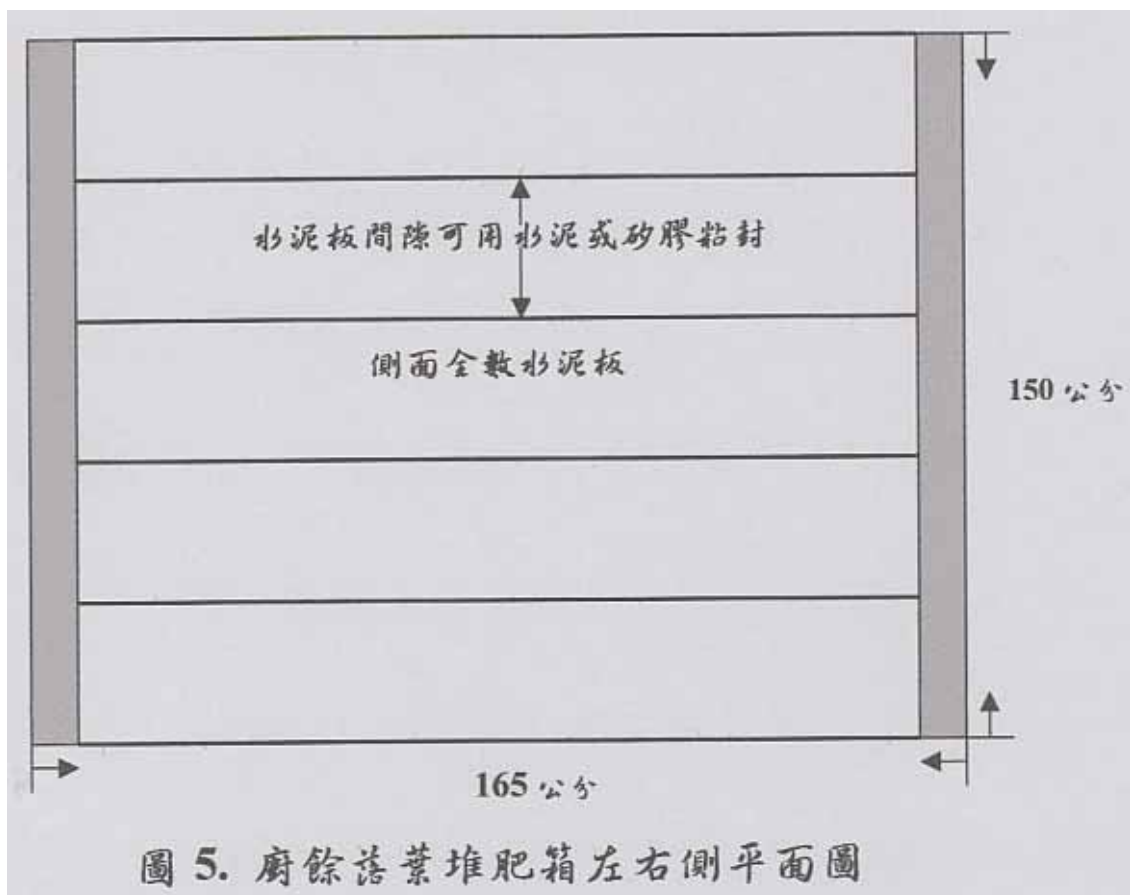 水泥板間隙可用水泥或矽膠粘封
側面全數水泥板
150 公分
165 公分
圖 5. 廚餘落葉堆肥箱左右側平面圖